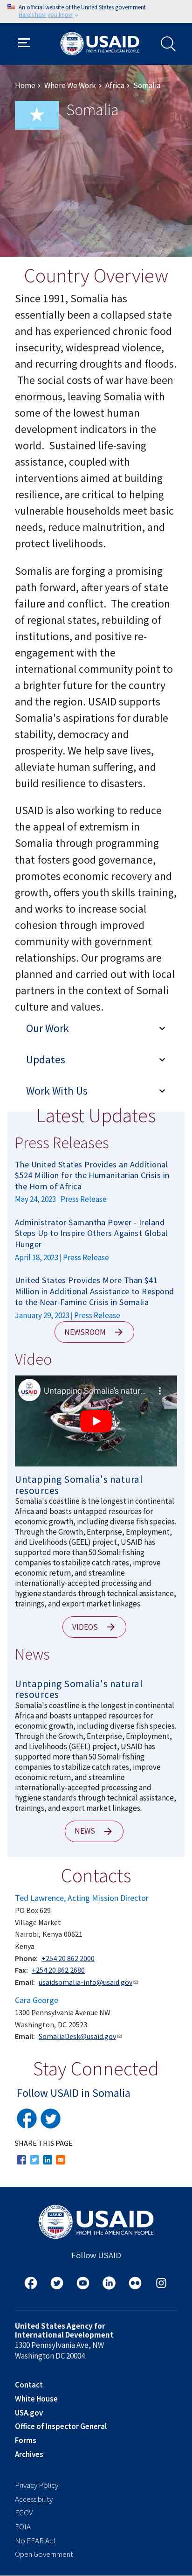 An official website of the United States government
Here's how you know
USAID
FROM THE AMERICAN PEOPLE
Home › Where We Work › Africa › Somalia
Somalia
Country Overview
Since 1991, Somalia has
essentially been a collapsed state
and has experienced chronic food
insecurity, widespread violence,
and recurring droughts and floods.
The social costs of war have been
enormous, leaving Somalia with
some of the lowest human
development indicators in the
world. Sustained life-saving
assistance, coupled with
interventions aimed at building
resilience, are critical to helping
vulnerable households meet basic
needs, reduce malnutrition, and
protect livelihoods.
Somalis are forging a promising
path forward, after years of state
failure and conflict. The creation
of regional states, rebuilding of
institutions, and positive re-
engagement with the
international community point to
a brighter future for the country
and the region. USAID supports
Somalia's aspirations for durable
stability, democracy and
prosperity. We help save lives,
alleviate human suffering, and
build resilience to disasters.
USAID is also working to reduce
the appeal of extremism in
Somalia through programming
that fosters good governance,
promotes economic recovery and
growth, offers youth skills training,
and works to increase social
cohesion through improved
community with government
relationships. Our programs are
planned and carried out with local
partners in the context of Somali
culture and values.
Our Work
Updates
Work With Us
Latest Updates
Press Releases
The United States Provides an Additional
$524 Million for the Humanitarian Crisis in
the Horn of Africa
May 24, 2023 | Press Release
Administrator Samantha Power - Ireland
Steps Up to Inspire Others Against Global
Hunger
April 18, 2023 | Press Release
United States Provides More Than $41
Million in Additional Assistance to Respond
to the Near-Famine Crisis in Somalia
January 29, 2023 | Press Release
NEWSROOM
Video
Untapping Somalia's natur...
Untapping Somalia's natural
resources
Somalia's coastline is the longest in continental
Africa and boasts untapped resources for
economic growth, including diverse fish species.
Through the Growth, Enterprise, Employment,
and Livelihoods (GEEL) project, USAID has
supported more than 50 Somali fishing
companies to stabilize catch rates, improve
economic return, and streamline
internationally-accepted processing and
hygiene standards through technical assistance,
training, and export market linkages.
VIDEOS
News
Untapping Somalia's natural
resources
Somalia's coastline is the longest in continental
Africa and boasts untapped resources for
economic growth, including diverse fish species.
Through the Growth, Enterprise, Employment,
and Livelihoods (GEEL) project, USAID has
supported more than 50 Somali fishing
companies to stabilize catch rates, improve
economic return, and streamline
internationally-accepted processing and
hygiene standards through technical assistance,
training, and export market linkages.
NEWS
Contacts
Ted Lawrence, Acting Mission Director
PO Box 629
Village Market
Nairobi, Kenya 00621
Kenya
Phone: +254 20 862 2000
Fax: +254 20 862 2680
Email: usaidsomalia-info@usaid.gov
Cara George
1300 Pennsylvania Avenue NW
Washington, DC 20523
Email: SomaliaDesk@usaid.gov
Stay Connected
Follow USAID in Somalia
SHARE THIS PAGE
USAID
FROM THE AMERICAN PEOPLE
Follow USAID
United States Agency for
International Development
1300 Pennsylvania Ave, NW
Washington DC 20004
Contact
White House
USA.gov
Office of Inspector General
Forms
Archives
Privacy Policy
Accessibility
EGOV
FOIA
No FEAR Act
Open Government